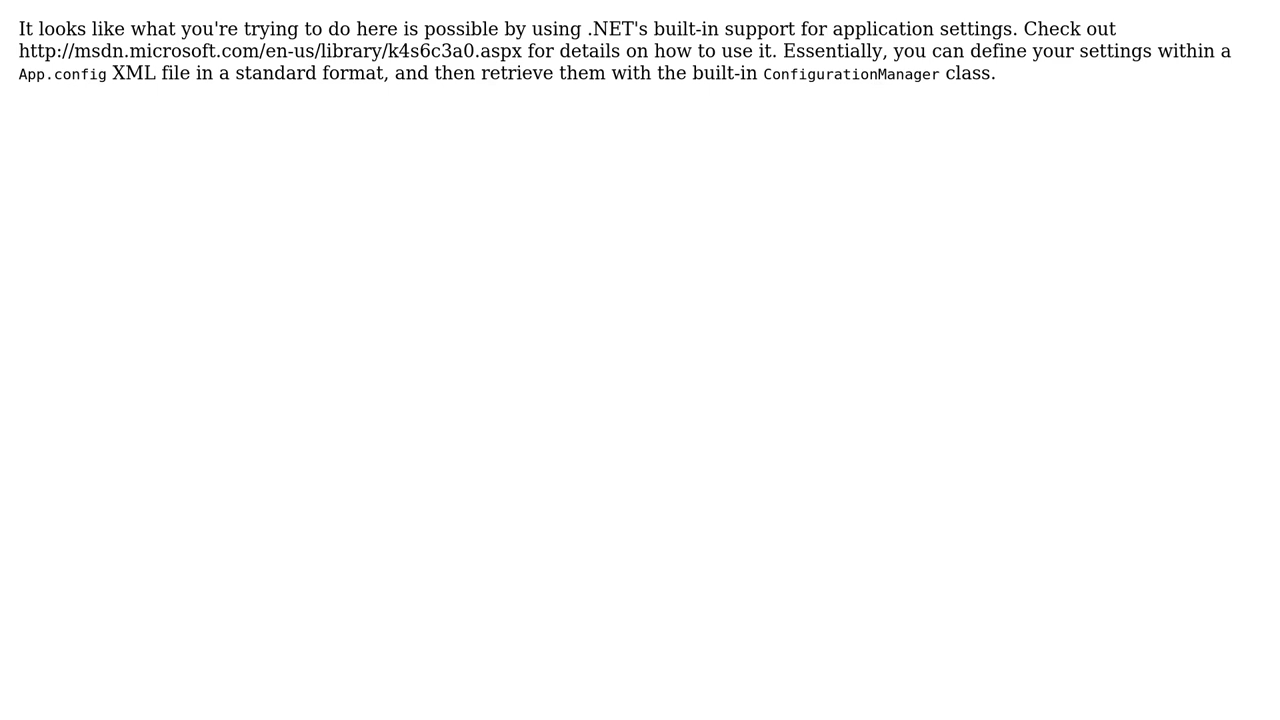 It looks like what you're trying to do here is possible by using .NET's built-in support for application settings. Check out
http://msdn.microsoft.com/en-us/library/k4s6c3a0.aspx for details on how to use it. Essentially, you can define your settings within a
App.config XML file in a standard format, and then retrieve them with the built-in ConfigurationManager class.